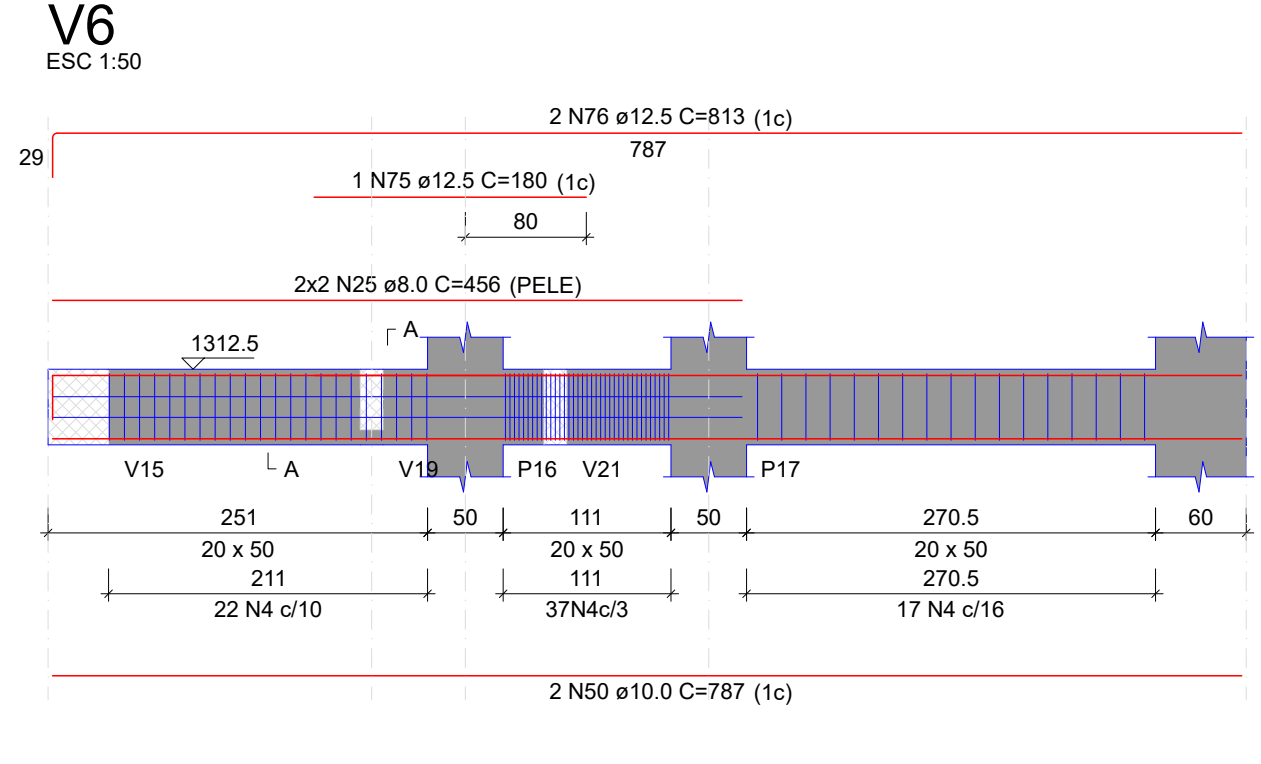 V6
ESC 1:50
2 N76 ø12.5 C=813 (1c)
29
787
1 N75 ø12.5 C=180 (1c)
80
2x2 N25 ø8.0 C=456 (PELE)
A
1312.5
V15
A
V19
P16
V21
P17
251
50
111
50
270.5
60
20 x 50
20 x 50
20 x 50
211
111
270.5
22 N4 c/10
37N4c/3
17 N4 c/16
2 N50 ø10.0 C=787 (1c)